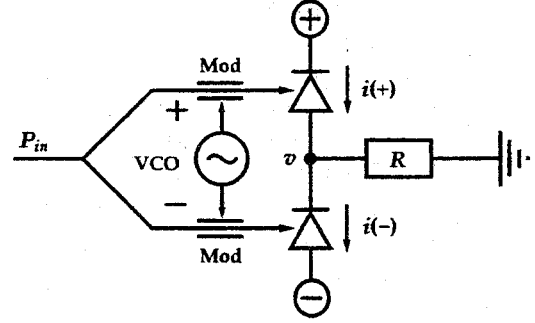 +
Mod
i(+)
+
P_in
VCO
~
v
R
−
i(−)
Mod
−